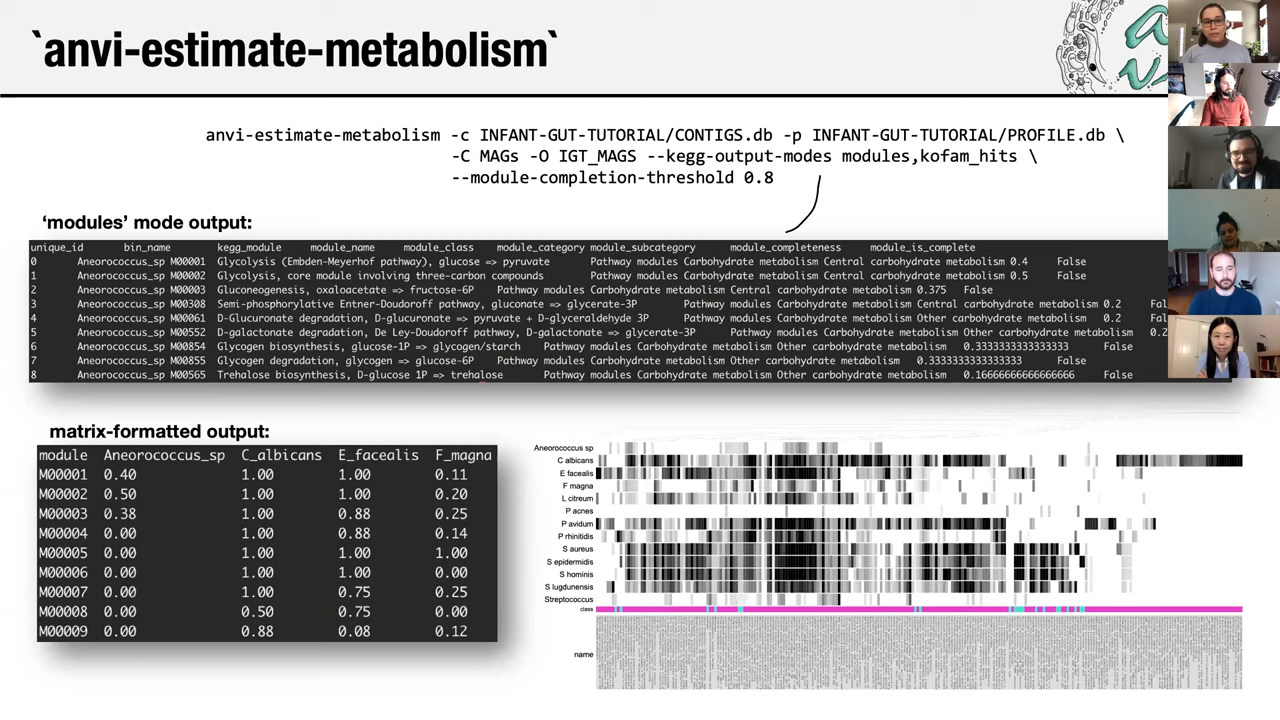 `anvi-estimate-metabolism`
anvi-estimate-metabolism -c INFANT-GUT-TUTORIAL/CONTIGS.db -p INFANT-GUT-TUTORIAL/PROFILE.db \
-C MAGs -O IGT_MAGS --kegg-output-modes modules,kofam_hits \
--module-completion-threshold 0.8
‘modules’ mode output:
unique_id bin_name kegg_module module_name module_class module_category module_subcategory module_completeness module_is_complete
0 Aneorococcus_sp M00001 Glycolysis (Embden-Meyerhof pathway), glucose => pyruvate Pathway modules Carbohydrate metabolism Central carbohydrate metabolism 0.4 False
1 Aneorococcus_sp M00002 Glycolysis, core module involving three-carbon compounds Pathway modules Carbohydrate metabolism Central carbohydrate metabolism 0.5 False
2 Aneorococcus_sp M00003 Gluconeogenesis, oxaloacetate => fructose-6P Pathway modules Carbohydrate metabolism Central carbohydrate metabolism 0.375 False
3 Aneorococcus_sp M00308 Semi-phosphorylative Entner-Doudoroff pathway, gluconate => glycerate-3P Pathway modules Carbohydrate metabolism Central carbohydrate metabolism 0.2 Fal
4 Aneorococcus_sp M00061 D-Glucuronate degradation, D-glucuronate => pyruvate + D-glyceraldehyde 3P Pathway modules Carbohydrate metabolism Other carbohydrate metabolism 0.2 Fal
5 Aneorococcus_sp M00552 D-galactonate degradation, De Ley-Doudoroff pathway, D-galactonate => glycerate-3P Pathway modules Carbohydrate metabolism Other carbohydrate metabolism 0.2
6 Aneorococcus_sp M00854 Glycogen biosynthesis, glucose-1P => glycogen/starch Pathway modules Carbohydrate metabolism Other carbohydrate metabolism 0.3333333333333333 False
7 Aneorococcus_sp M00855 Glycogen degradation, glycogen => glucose-6P Pathway modules Carbohydrate metabolism Other carbohydrate metabolism 0.3333333333333333 False
8 Aneorococcus_sp M00565 Trehalose biosynthesis, D-glucose 1P => trehalose Pathway modules Carbohydrate metabolism Other carbohydrate metabolism 0.16666666666666666 False
matrix-formatted output:
module Aneorococcus_sp C_albicans E_facealis F_magna
M00001 0.40 1.00 1.00 0.11
M00002 0.50 1.00 1.00 0.20
M00003 0.38 1.00 0.88 0.25
M00004 0.00 1.00 0.88 0.14
M00005 0.00 1.00 1.00 1.00
M00006 0.00 1.00 1.00 0.00
M00007 0.00 1.00 0.75 0.25
M00008 0.00 0.50 0.75 0.00
M00009 0.00 0.88 0.08 0.12
Aneorococcus sp
C albicans
E facealis
F magna
L citreum
P acnes
P avidum
P rhinitidis
S aureus
S epidermidis
S hominis
S lugdunensis
Streptococcus
class
name